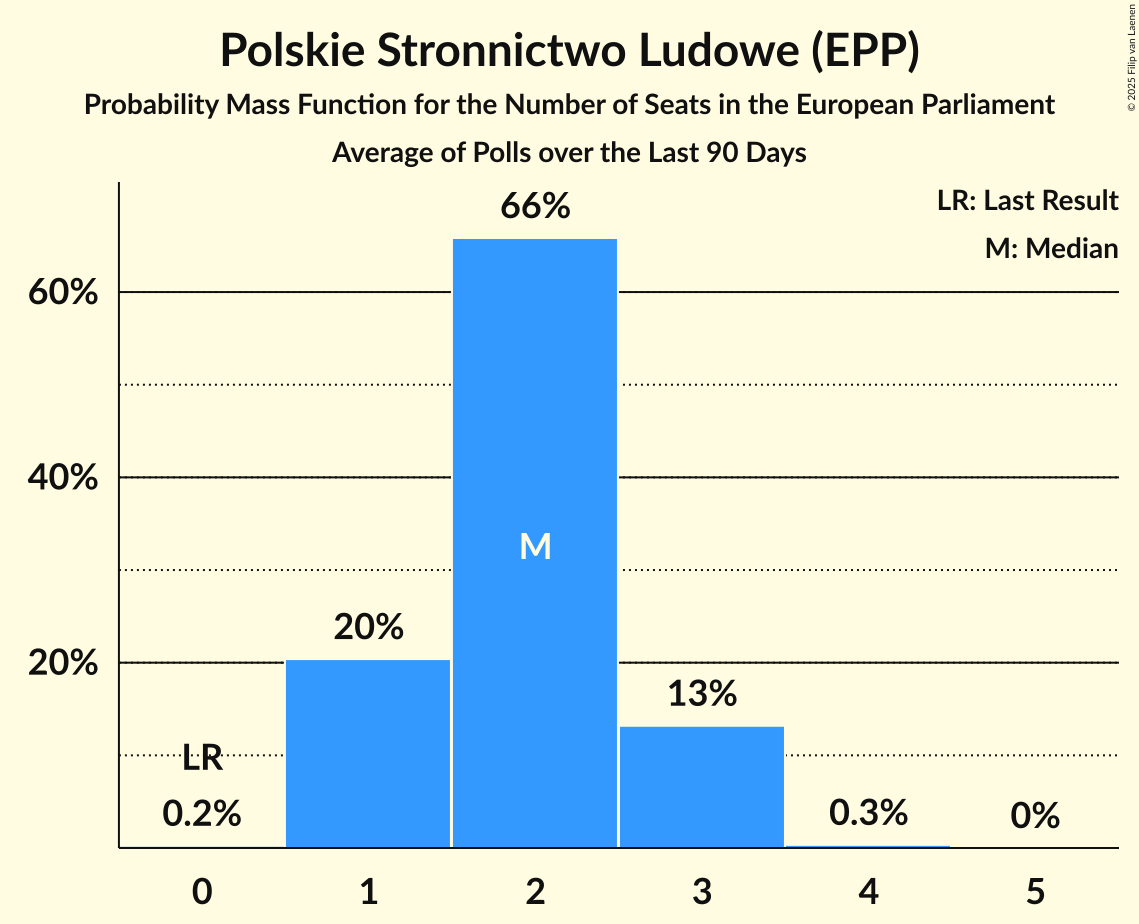 Polskie Stronnictwo Ludowe (EPP)
Probability Mass Function for the Number of Seats in the European Parliament
Average of Polls over the Last 90 Days
© 2025 Filip van Laenen
LR: Last Result
M: Median
66%
60%
40%
M
20%
20%
13%
LR
0.2%
0.3%
0%
0 1 2 3 4 5